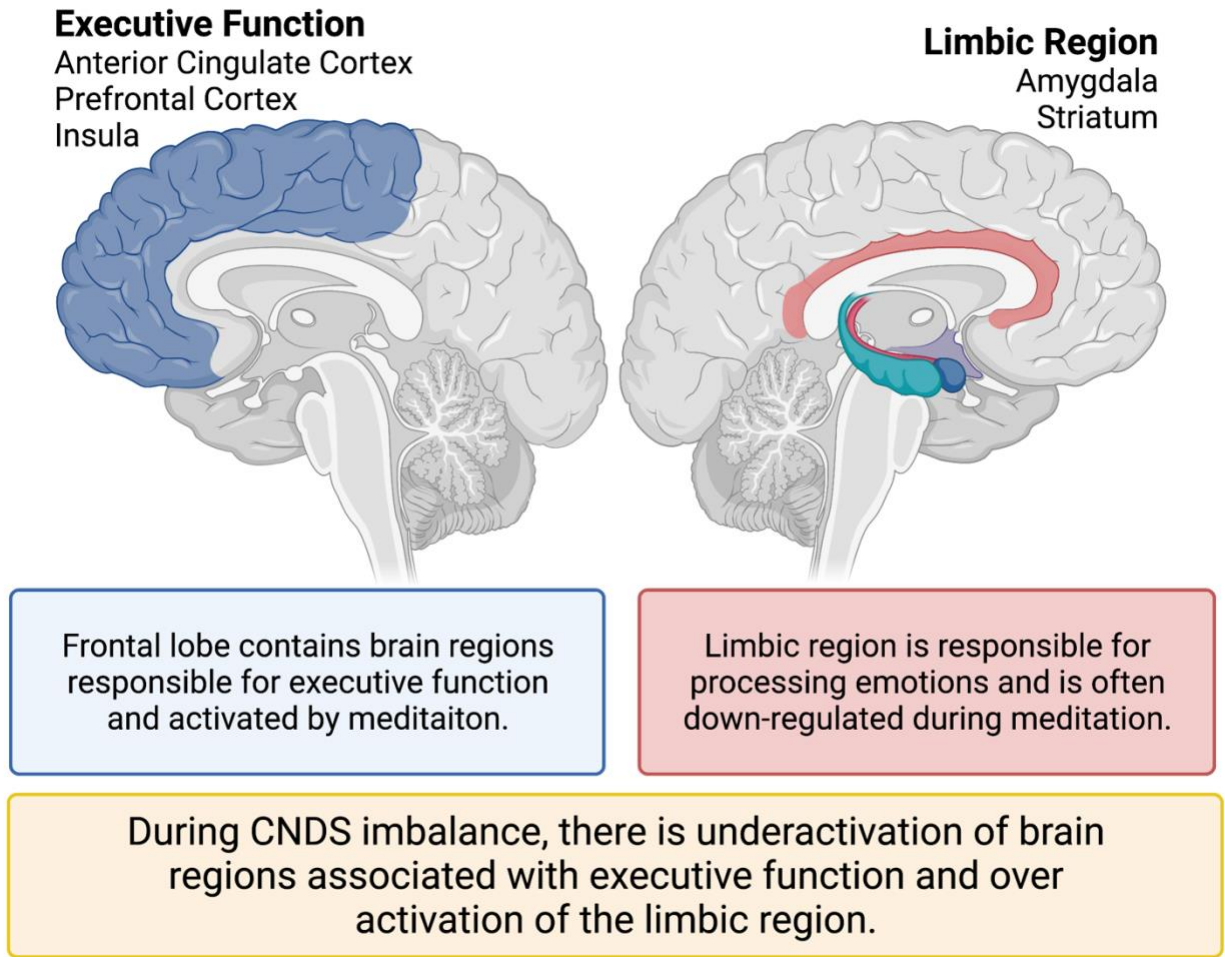 Executive Function
Anterior Cingulate Cortex
Prefrontal Cortex
Insula
Limbic Region
Amygdala
Striatum
Frontal lobe contains brain regions
responsible for executive function
and activated by meditaiton.
Limbic region is responsible for
processing emotions and is often
down-regulated during meditation.
During CNDS imbalance, there is underactivation of brain
regions associated with executive function and over
activation of the limbic region.